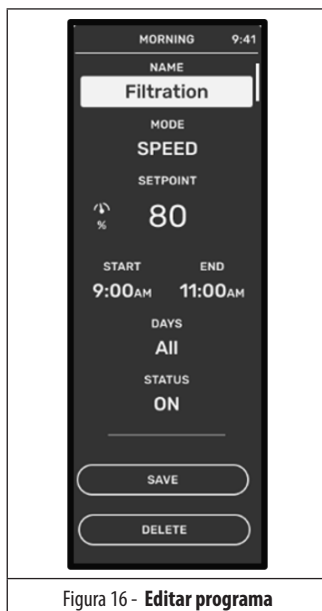 MORNING 9:41
NAME
Filtration
MODE
SPEED
SETPOINT
% 80
START END
9:00AM 11:00AM
DAYS
All
STATUS
ON
SAVE
DELETE
Figura 16 - Editar programa